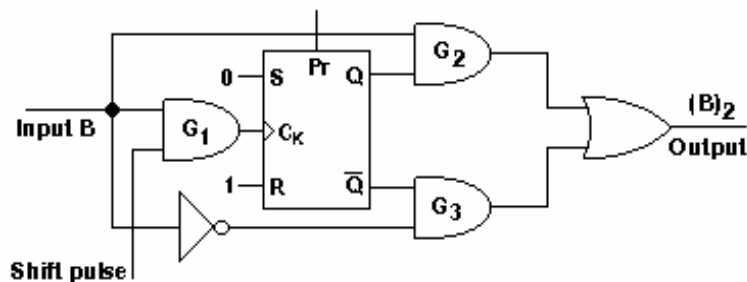 Pr
G2
0
S
Q
(B)2
Input B
G1
CK
Output
1
R
Q̅
G3
Shift pulse